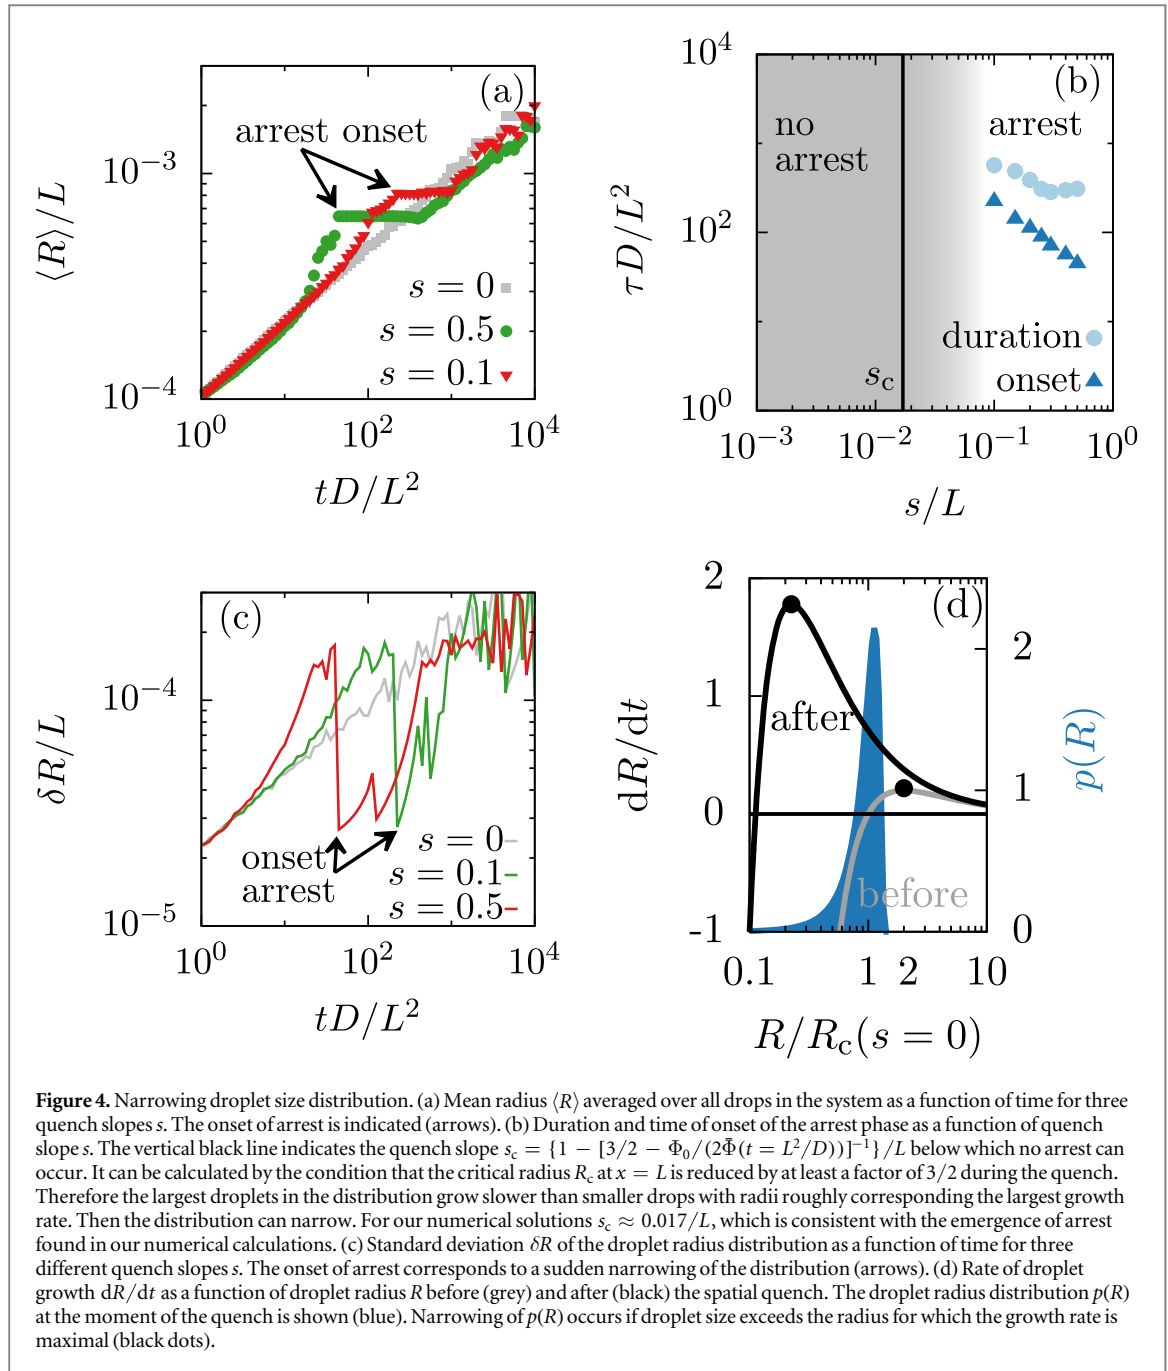 (a)
arrest onset
10^{-3}
10^{-4}
⟨R⟩/L
s = 0
s = 0.5
s = 0.1
10^0
10^2
10^4
tD/L^2
(b)
10^4
10^2
10^0
τD/L^2
no
arrest
arrest
s_c
duration
onset
10^{-3}
10^{-2}
10^{-1}
10^0
s/L
(c)
10^{-4}
10^{-5}
δR/L
onset
arrest
s = 0
s = 0.1
s = 0.5
10^0
10^2
10^4
tD/L^2
(d)
2
1
0
-1
dR/dt
after
before
2
1
0
p(R)
0.1
1
2
10
R/R_c(s = 0)
Figure 4. Narrowing droplet size distribution. (a) Mean radius ⟨R⟩ averaged over all drops in the system as a function of time for three
quench slopes s. The onset of arrest is indicated (arrows). (b) Duration and time of onset of the arrest phase as a function of quench
slope s. The vertical black line indicates the quench slope s_c = {1 − [3/2 − Φ_0/(2Φ̄(t = L^2/D))]^{−1}}/L below which no arrest can
occur. It can be calculated by the condition that the critical radius R_c at x = L is reduced by at least a factor of 3/2 during the quench.
Therefore the largest droplets in the distribution grow slower than smaller drops with radii roughly corresponding the largest growth
rate. Then the distribution can narrow. For our numerical solutions s_c ≈ 0.017/L, which is consistent with the emergence of arrest
found in our numerical calculations. (c) Standard deviation δR of the droplet radius distribution as a function of time for three
different quench slopes s. The onset of arrest corresponds to a sudden narrowing of the distribution (arrows). (d) Rate of droplet
growth dR/dt as a function of droplet radius R before (grey) and after (black) the spatial quench. The droplet radius distribution p(R)
at the moment of the quench is shown (blue). Narrowing of p(R) occurs if droplet size exceeds the radius for which the growth rate is
maximal (black dots).